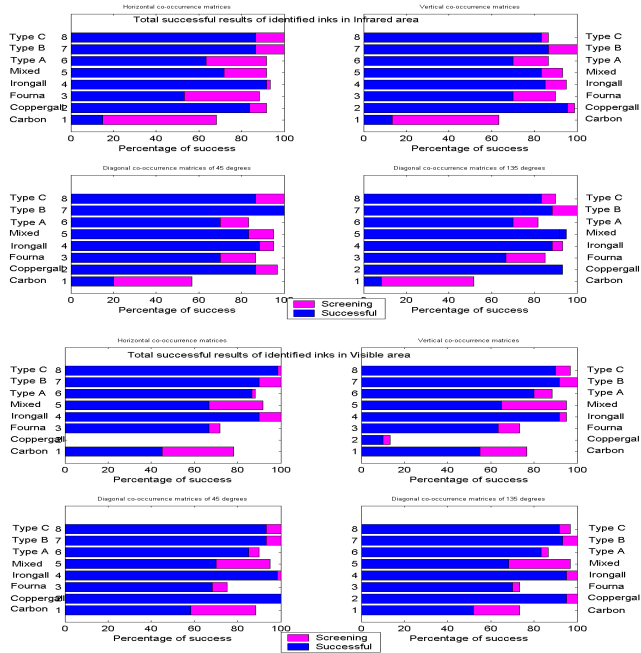 Horizontal co-occurrence matrices
Vertical co-occurrence matrices
Total successful results of identified inks in Infrared area
Type C 8
Type B 7
Type A 6
Mixed 5
Irongall 4
Fourna 3
Coppergall 2
Carbon 1
0 20 40 60 80 100
Percentage of success
8 Type C
7 Type B
6 Type A
5 Mixed
4 Irongall
3 Fourna
2 Coppergall
1 Carbon
0 20 40 60 80 100
Percentage of success
Diagonal co-occurrence matrices of 45 degrees
Diagonal co-occurrence matrices of 135 degrees
Type C 8
Type B 7
Type A 6
Mixed 5
Irongall 4
Fourna 3
Coppergall 2
Carbon 1
0 20 40 60 80 100
Percentage of success
8 Type C
7 Type B
6 Type A
5 Mixed
4 Irongall
3 Fourna
2 Coppergall
1 Carbon
0 20 40 60 80 100
Percentage of success
Screening
Successful
Horizontal co-occurrence matrices
Vertical co-occurrence matrices
Total successful results of identified inks in Visible area
Type C 8
Type B 7
Type A 6
Mixed 5
Irongall 4
Fourna 3
Coppergall 2
Carbon 1
0 20 40 60 80 100
Percentage of success
8 Type C
7 Type B
6 Type A
5 Mixed
4 Irongall
3 Fourna
2 Coppergal
1 Carbon
0 20 40 60 80 100
Percentage of success
Diagonal co-occurrence matrices of 45 degrees
Diagonal co-occurrence matrices of 135 degrees
Type C 8
Type B 7
Type A 6
Mixed 5
Irongall 4
Fourna 3
Coppergall 2
Carbon 1
0 20 40 60 80 100
Percentage of success
8 Type C
7 Type B
6 Type A
5 Mixed
4 Irongall
3 Fourna
2 Coppergall
1 Carbon
0 20 40 60 80 100
Percentage of success
Screening
Successful